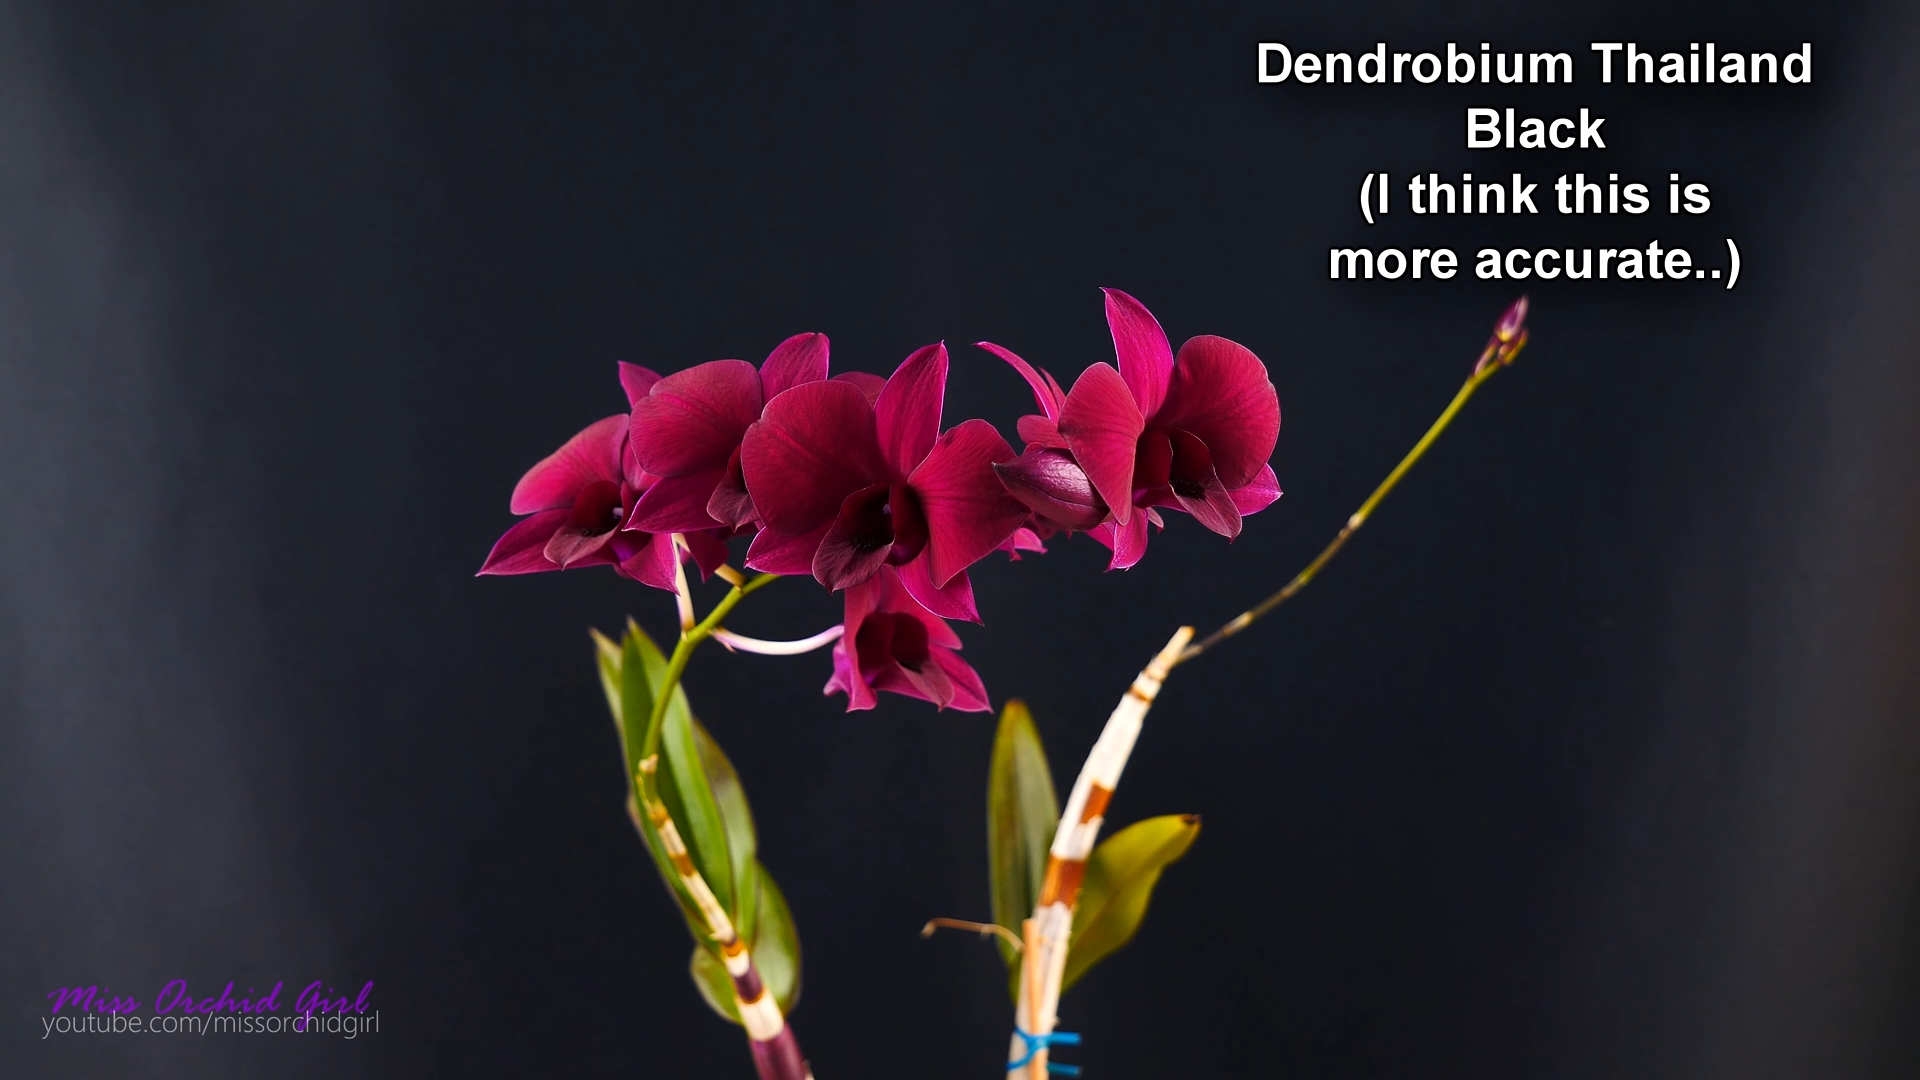 Dendrobium Thailand
Black
(I think this is
more accurate..)
Miss Orchid Girl
youtube.com/missorchidgirl